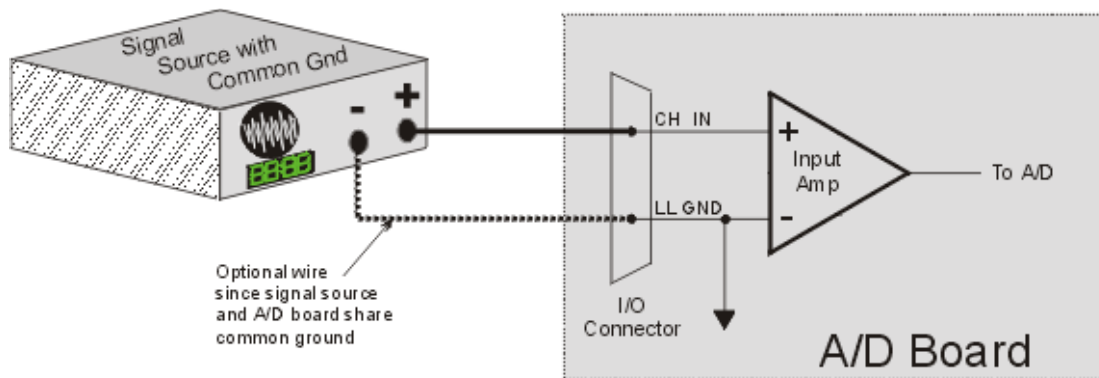 Signal
Source with
Common Gnd
-
+
CH IN
LL GND
+
Input
Amp
-
To A/D
Optional wire
since signal source
and A/D board share
common ground
I/O
Connector
A/D Board